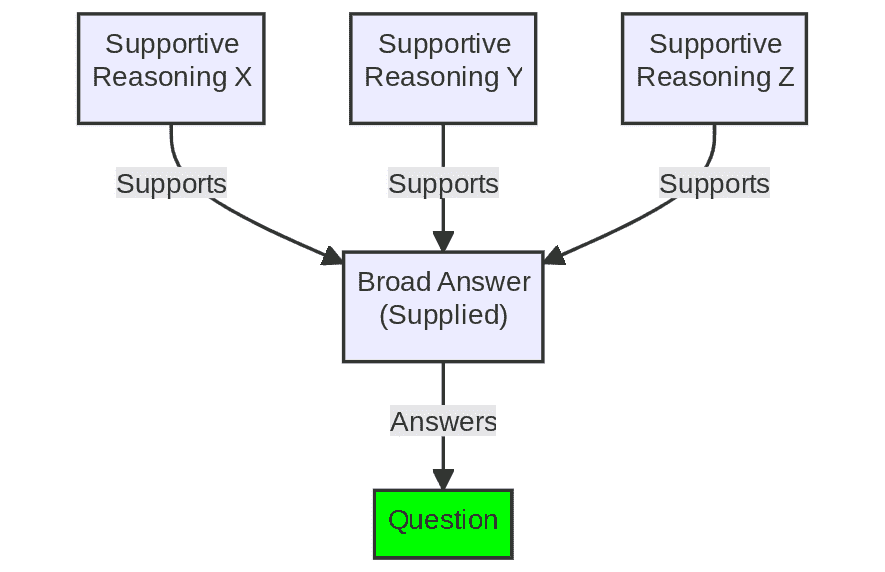 Supportive
Reasoning X
Supportive
Reasoning Y
Supportive
Reasoning Z
Supports
Supports
Supports
Broad Answer
(Supplied)
Answers
Question